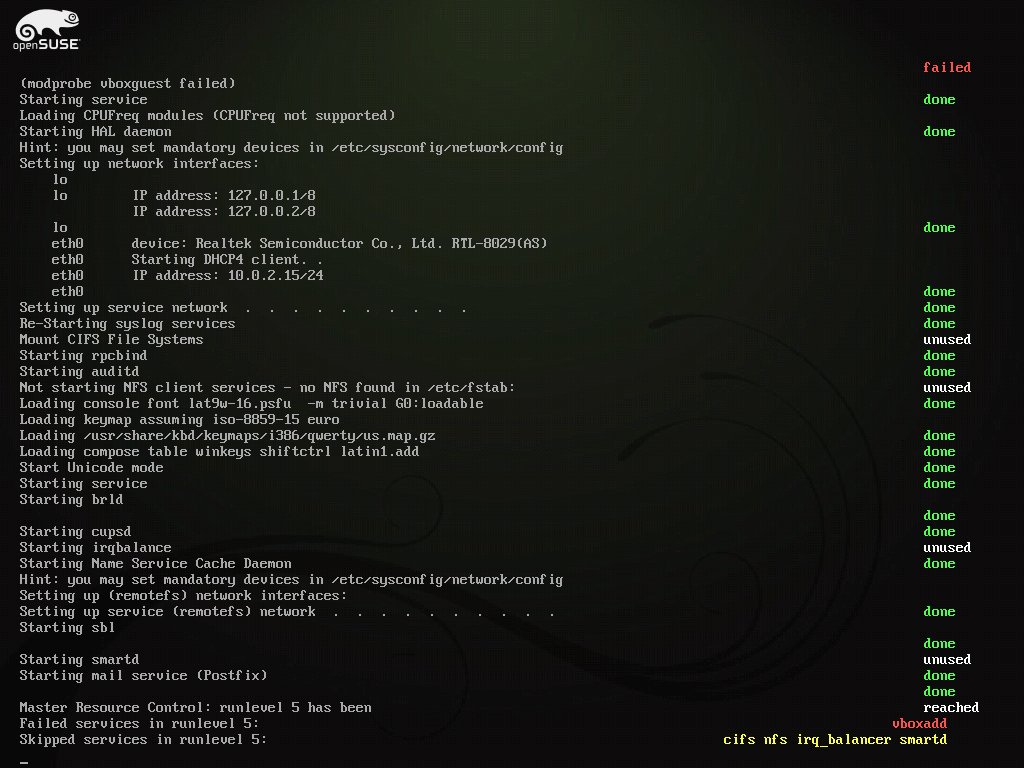 openSUSE
failed
(modprobe vboxguest failed)
Starting service done
Loading CPUFreq modules (CPUFreq not supported)
Starting HAL daemon done
Hint: you may set mandatory devices in /etc/sysconfig/network/config
Setting up network interfaces:
lo
lo IP address: 127.0.0.1/8
IP address: 127.0.0.2/8
lo done
eth0 device: Realtek Semiconductor Co., Ltd. RTL-8029(AS)
eth0 Starting DHCP4 client. .
eth0 IP address: 10.0.2.15/24
eth0 done
Setting up service network . . . . . . . . . . done
Re-Starting syslog services done
Mount CIFS File Systems unused
Starting rpcbind done
Starting auditd done
Not starting NFS client services - no NFS found in /etc/fstab: unused
Loading console font lat9w-16.psfu -m trivial G0:loadable done
Loading keymap assuming iso-8859-15 euro
Loading /usr/share/kbd/keymaps/i386/qwerty/us.map.gz done
Loading compose table winkeys shiftctrl latin1.add done
Start Unicode mode done
Starting service done
Starting brld
done
Starting cupsd done
Starting irqbalance unused
Starting Name Service Cache Daemon done
Hint: you may set mandatory devices in /etc/sysconfig/network/config
Setting up (remotefs) network interfaces:
Setting up service (remotefs) network . . . . . . . . . . done
Starting sbl
done
Starting smartd unused
Starting mail service (Postfix) done
done
Master Resource Control: runlevel 5 has been reached
Failed services in runlevel 5: vboxadd
Skipped services in runlevel 5: cifs nfs irq_balancer smartd
_